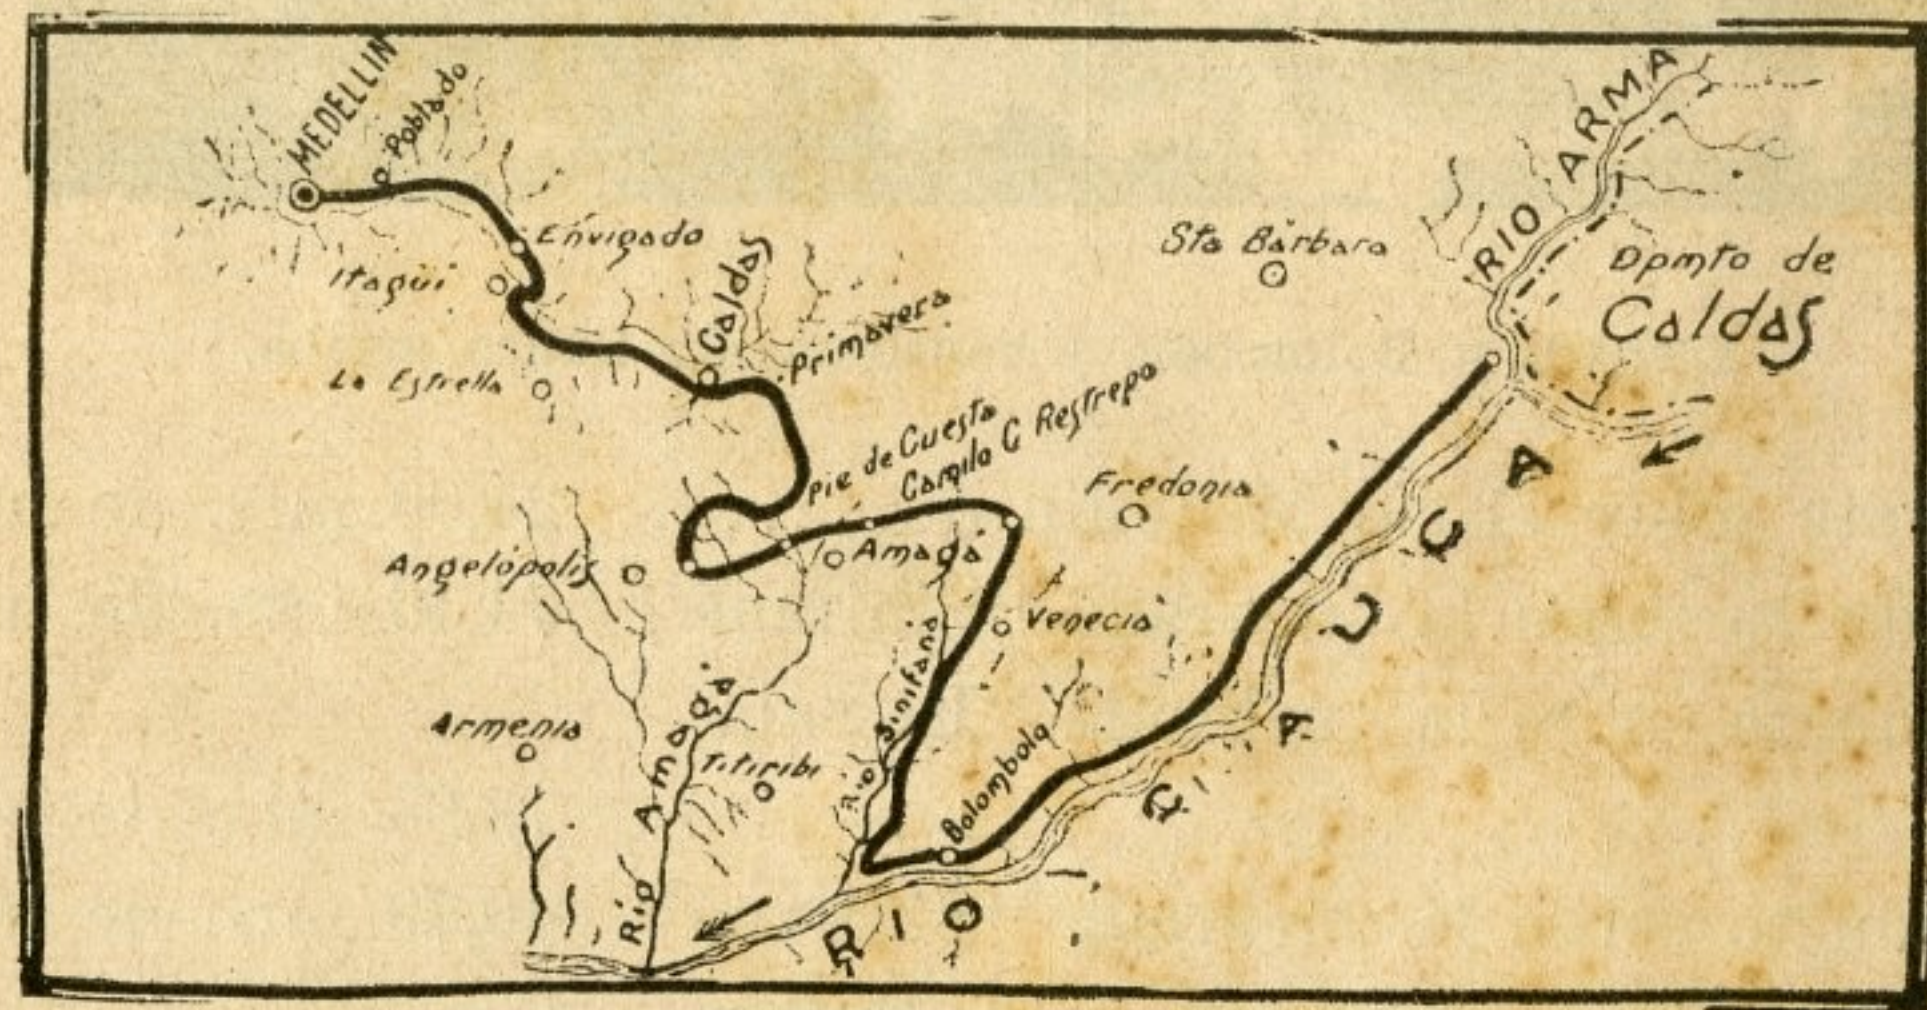 MEDELLIN
Poblado
Envigado
Itagüi
Caldas
La Estrella
Primavera
Pie de Cuesta
Camilo C Restrepo
Sta Bárbara
RIO ARMA
Dpmto de
Caldas
Fredonia
Angelópolis
Amagá
Venecia
Rio Sinifaná
Armenia
Rio Amagá
Titiribi
Bolombolo
RIO CAUCA